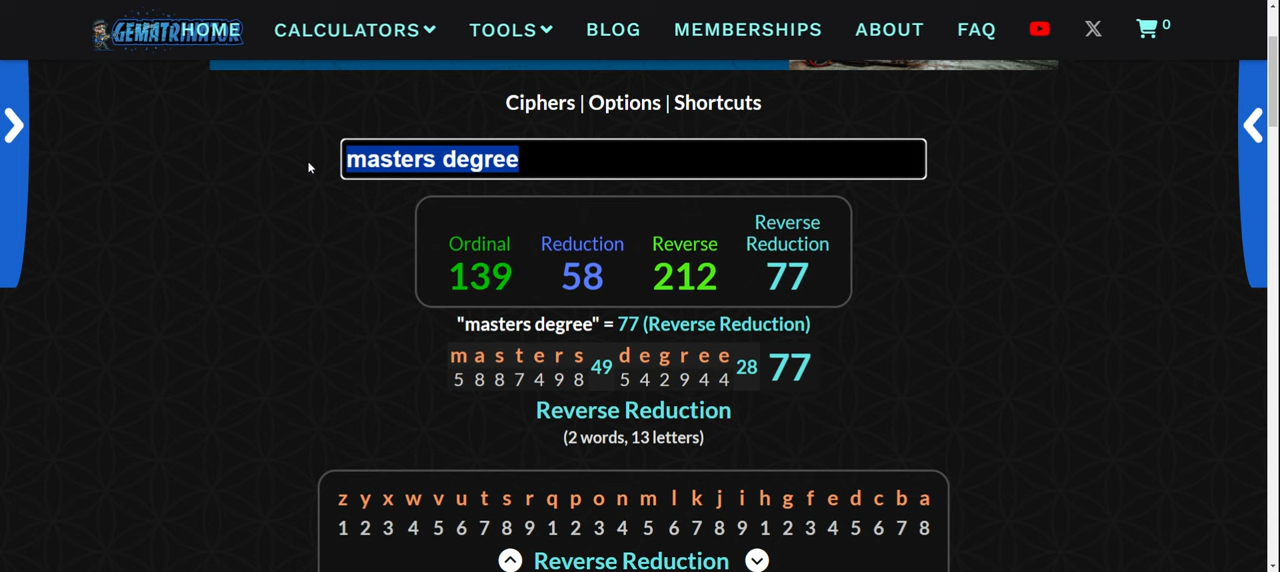 GEMATRINATOR HOME CALCULATORS TOOLS BLOG MEMBERSHIPS ABOUT FAQ X 0
Ciphers | Options | Shortcuts
masters degree
Ordinal Reduction Reverse Reverse Reduction
139 58 212 77
"masters degree" = 77 (Reverse Reduction)
m a s t e r s 49 d e g r e e 28 77
5 8 8 7 4 9 8 5 4 2 9 4 4
Reverse Reduction
(2 words, 13 letters)
z y x w v u t s r q p o n m l k j i h g f e d c b a
1 2 3 4 5 6 7 8 9 1 2 3 4 5 6 7 8 9 1 2 3 4 5 6 7 8
Reverse Reduction